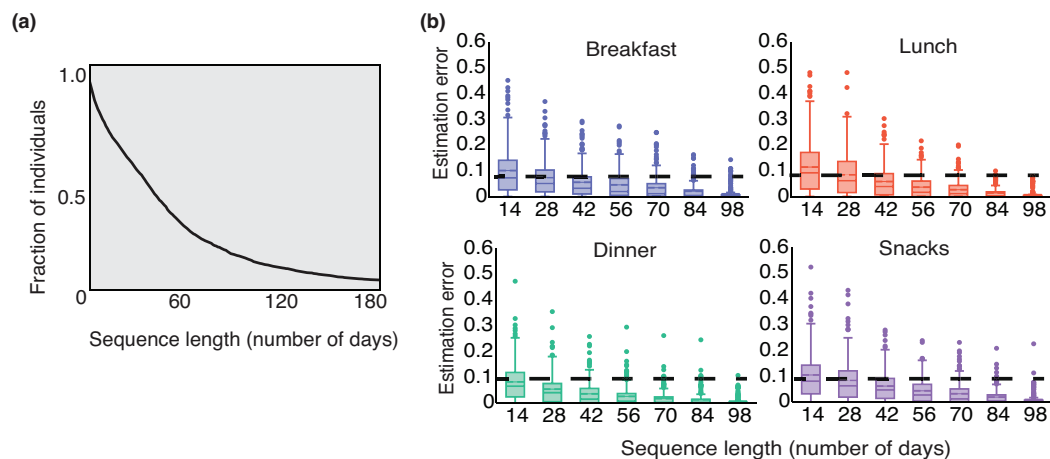 (a)
1.0
0.5
0
60
120
180
Fraction of individuals
Sequence length (number of days)
(b)
Breakfast
Estimation error
0.6
0.5
0.4
0.3
0.2
0.1
0
14 28 42 56 70 84 98
Lunch
0.6
0.5
0.4
0.3
0.2
0.1
0
14 28 42 56 70 84 98
Dinner
Estimation error
0.6
0.5
0.4
0.3
0.2
0.1
0
14 28 42 56 70 84 98
Snacks
0.6
0.5
0.4
0.3
0.2
0.1
0
14 28 42 56 70 84 98
Sequence length (number of days)